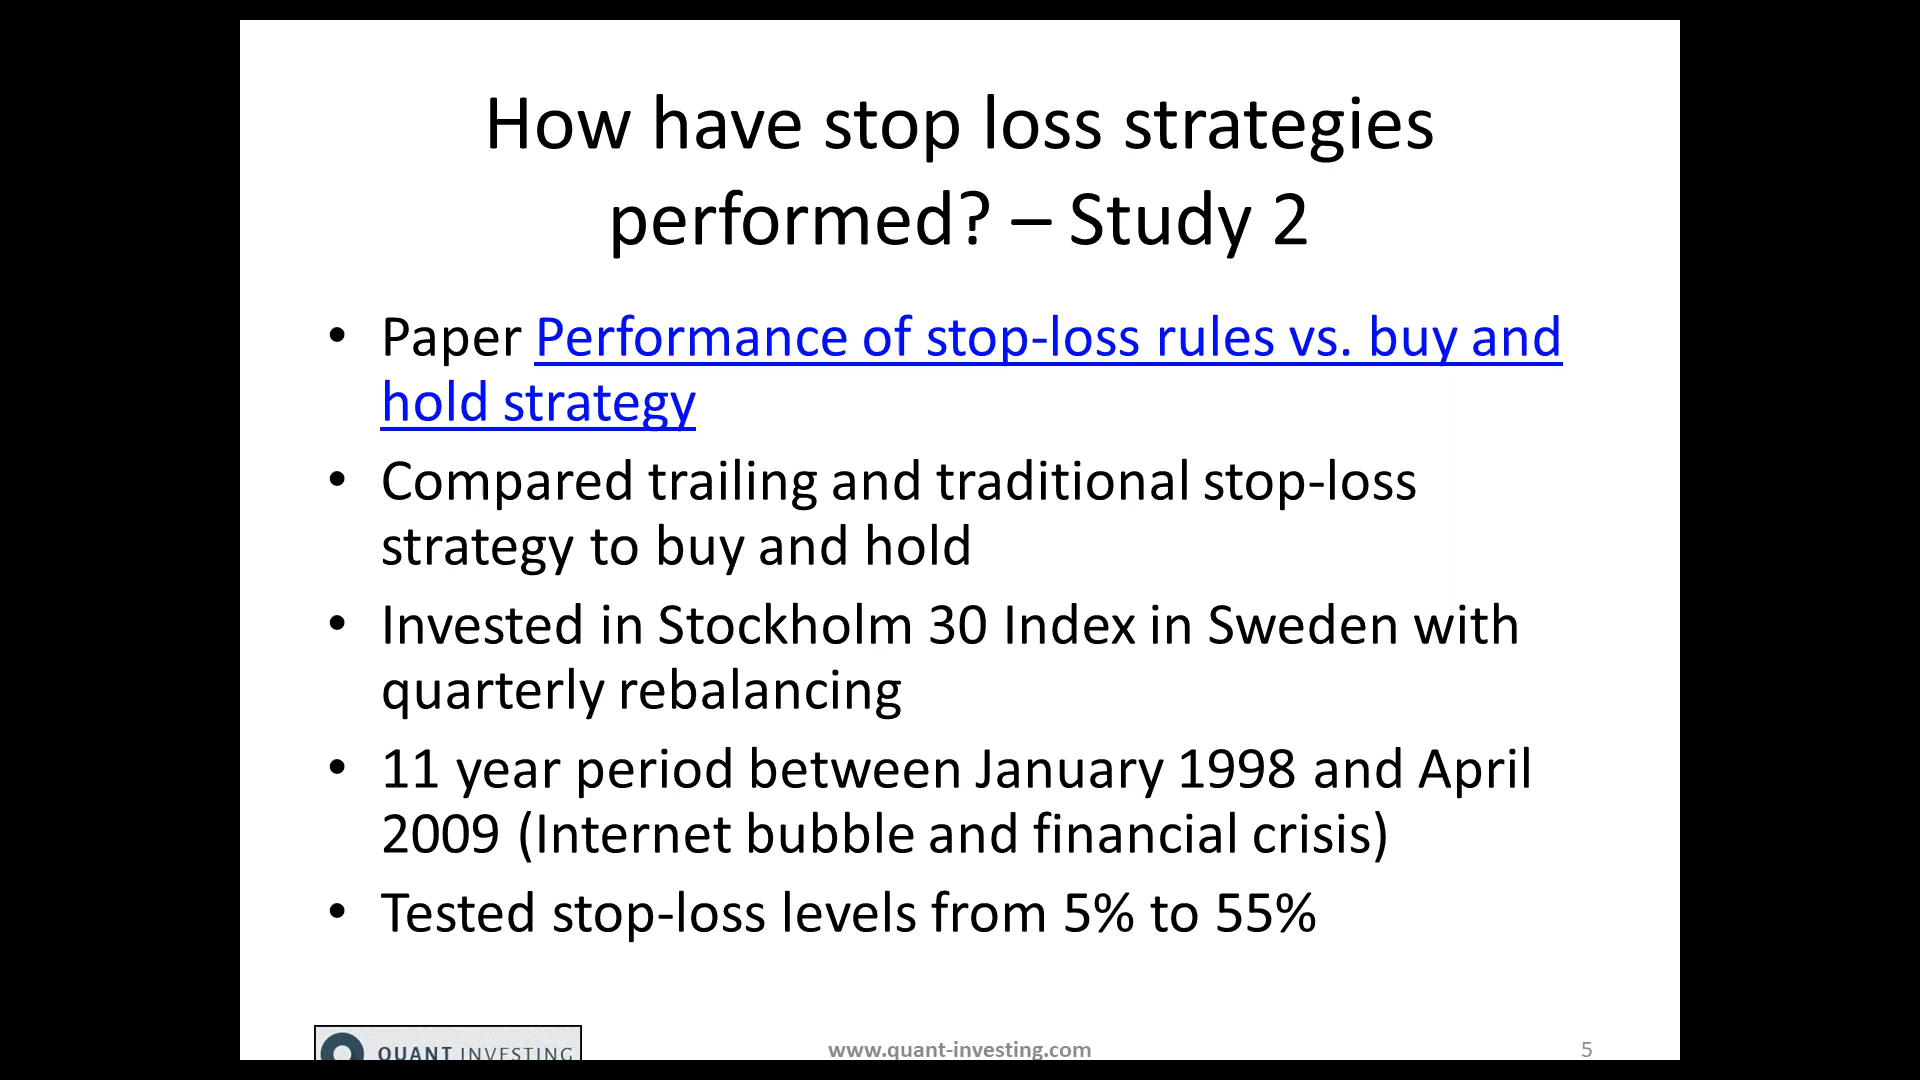 How have stop loss strategies
performed? – Study 2
• Paper Performance of stop-loss rules vs. buy and
hold strategy
• Compared trailing and traditional stop-loss
strategy to buy and hold
• Invested in Stockholm 30 Index in Sweden with
quarterly rebalancing
• 11 year period between January 1998 and April
2009 (Internet bubble and financial crisis)
• Tested stop-loss levels from 5% to 55%
QUANT INVESTING
www.quant-investing.com
5